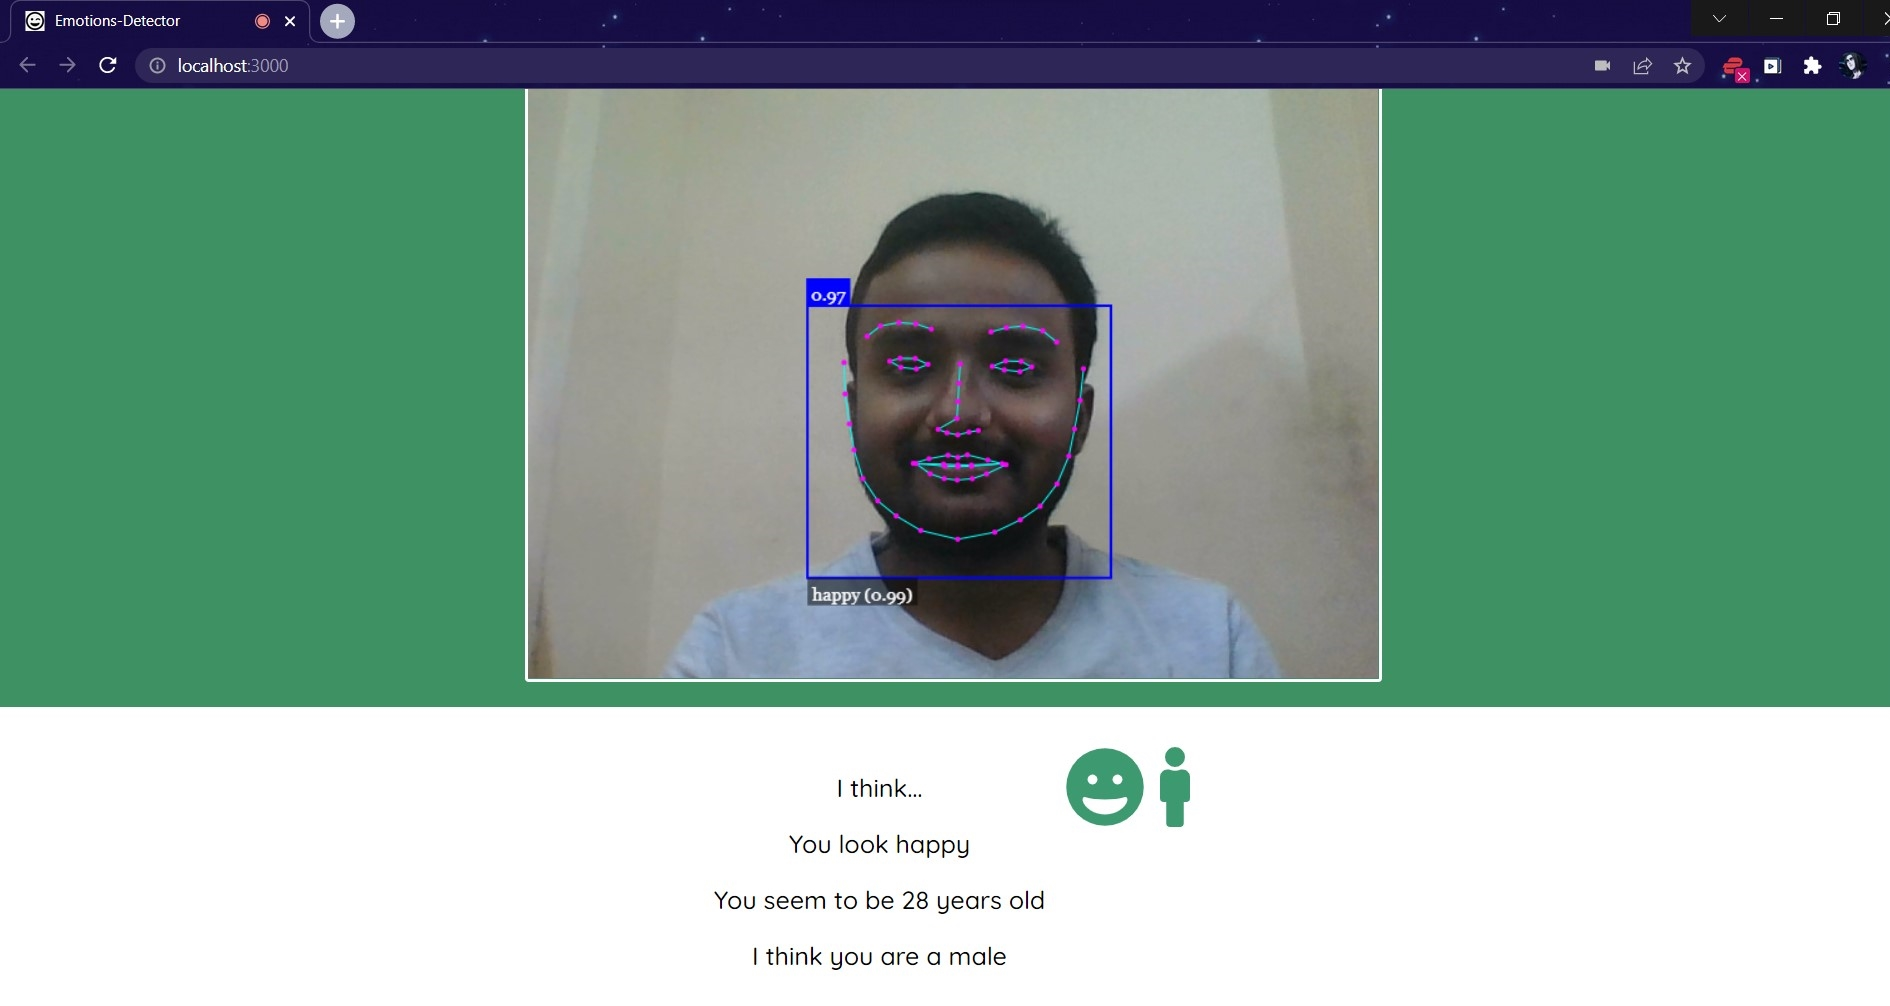 Emotions-Detector
localhost:3000
0.97
happy (0.99)
I think...
You look happy
You seem to be 28 years old
I think you are a male